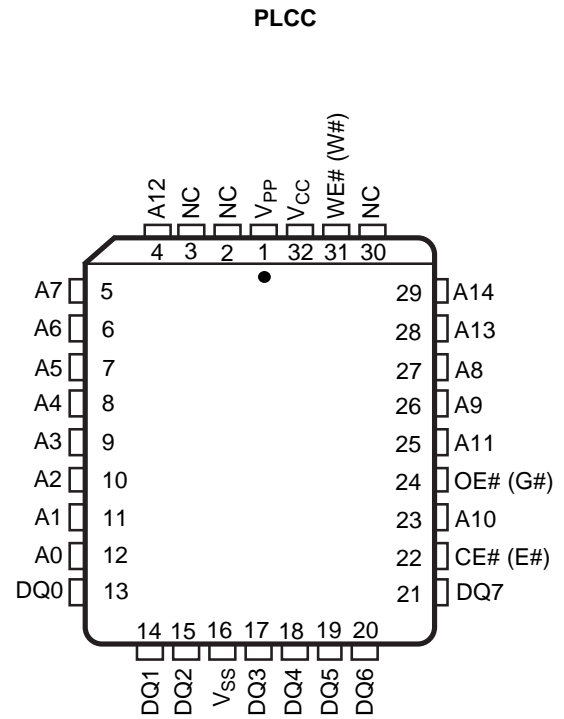 PLCC
A12 NC NC VPP VCC WE# (W#) NC
4 3 2 1 32 31 30
A7 5 29 A14
A6 6 28 A13
A5 7 27 A8
A4 8 26 A9
A3 9 25 A11
A2 10 24 OE# (G#)
A1 11 23 A10
A0 12 22 CE# (E#)
DQ0 13 21 DQ7
14 15 16 17 18 19 20
DQ1 DQ2 VSS DQ3 DQ4 DQ5 DQ6